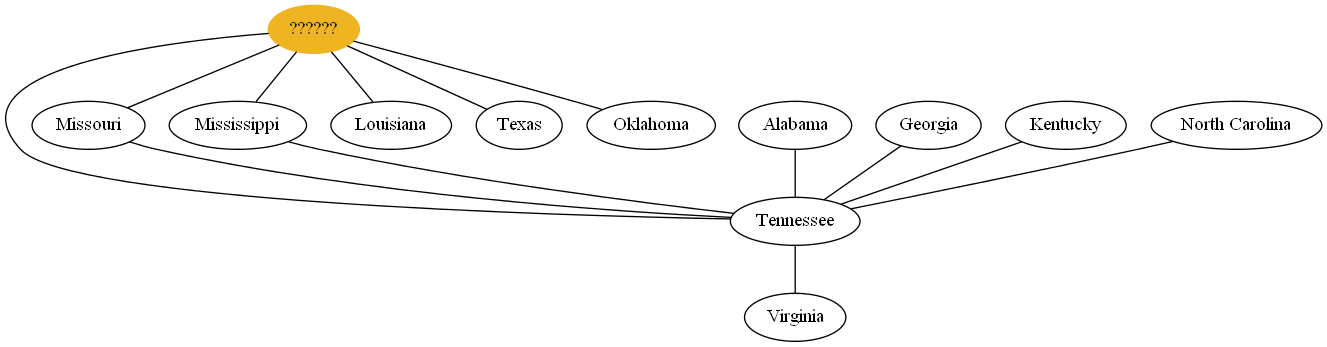 ??????
Missouri
Mississippi
Louisiana
Texas
Oklahoma
Alabama
Georgia
Kentucky
North Carolina
Tennessee
Virginia